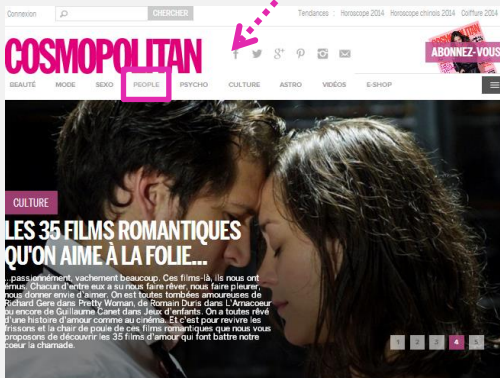 Connexion
CHERCHER
Tendances : Horoscope 2014 Horoscope chinois 2014 Coiffure 2014
COSMOPOLITAN
ABONNEZ-VOUS
BEAUTÉ MODE SEXO PEOPLE PSYCHO CULTURE ASTRO VIDÉOS E-SHOP
CULTURE
LES 35 FILMS ROMANTIQUES
QU'ON AIME À LA FOLIE...
...passionnément, vachement beaucoup. Ces films-là, ils nous ont
émus. Chacun d'entre eux a su nous faire rêver, nous faire pleurer,
nous donner envie d'aimer. On est toutes tombées amoureuses de
Richard Gere dans Pretty Woman, de Romain Duris dans L'Arnacoeur
ou encore de Guillaume Canet dans Jeux d'enfants. On a toutes rêvé
d'une histoire d'amour comme au cinéma. Et c'est pour revivre les
frissons et la chair de poule de ces films romantiques que nous vous
proposons de découvrir les 35 films d'amour qui font battre notre
coeur la chamade.
1 2 3 4 5